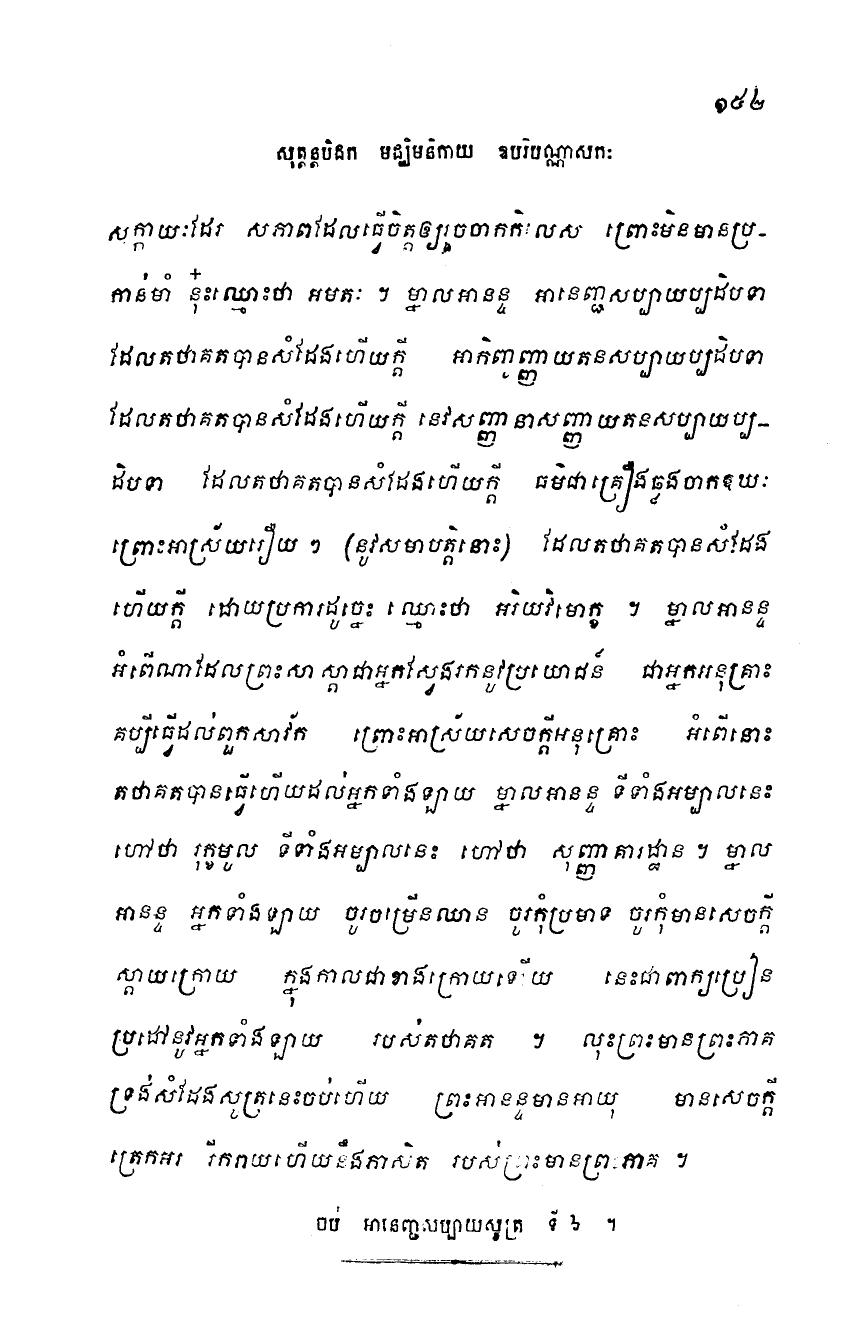 ១៥២
សុត្តន្តបិដក មជ្ឈិមនិកាយ ឧបរិបណ្ណាសកៈ
សក្កាយៈដែរ សភាពដែលធ្វើចិត្តឲ្យរួចចាកកិលេស ព្រោះមិនមានប្រ-
កាន់មាំ នុ៎ះឈ្មោះថា អមតៈ ។ ម្នាលអានន្ទ អានេញ្ជសប្បាយប្បដិបទា
ដែលតថាគតបានសំដែងហើយក្តី អាកិញ្ចញ្ញាយតនសប្បាយប្បដិបទា
ដែលតថាគតបានសំដែងហើយក្តី នេវសញ្ញានាសញ្ញាយតនសប្បាយប្ប-
ដិបទា ដែលតថាគតបានសំដែងហើយក្តី ធម៌ជាគ្រឿងឆ្លងចាកឱឃៈ
ព្រោះអាស្រ័យរឿយ ៗ (នូវសមាបត្តិនោះ) ដែលតថាគតបានសំដែង
ហើយក្តី ដោយប្រការដូច្នេះ ឈ្មោះថា អរិយវិមោក្ខ ។ ម្នាលអានន្ទ
អំពើណាដែលព្រះសាស្តាជាអ្នកស្វែងរកនូវប្រយោជន៍ ជាអ្នកអនុគ្រោះ
គប្បីធ្វើដល់ពួកសាវ័ក ព្រោះអាស្រ័យសេចក្តីអនុគ្រោះ អំពើនោះ
តថាគតបានធ្វើហើយដល់អ្នកទាំងឡាយ ម្នាលអានន្ទ ទីទាំងអម្បាលនេះ
ហៅថា រុក្ខមូល ទីទាំងអម្បាលនេះ ហៅថា សុញ្ញាគារដ្ឋាន ។ ម្នាល
អានន្ទ អ្នកទាំងឡាយ ចូរចម្រើនឈាន ចូរកុំប្រមាទ ចូរកុំមានសេចក្តី
ស្តាយក្រោយ ក្នុងកាលជាខាងក្រោយឡើយ នេះជាពាក្យប្រៀន
ប្រដៅនូវអ្នកទាំងឡាយ របស់តថាគត ។ លុះព្រះមានព្រះភាគ
ទ្រង់សំដែងសូត្រនេះចប់ហើយ ព្រះអានន្ទមានអាយុ មានសេចក្តី
ត្រេកអរ រីករាយហើយនឹងភាសិត របស់ព្រះមានព្រះភាគ ។
ចប់ អានេញ្ជសប្បាយសូត្រ ទី ៦ ។